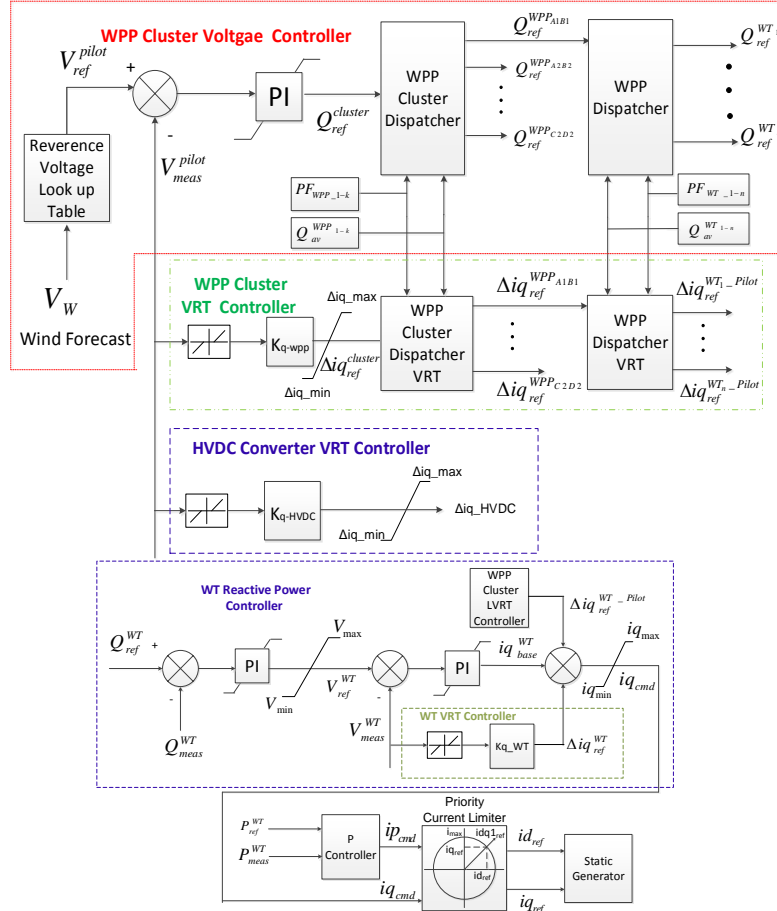 WPP Cluster Voltgae Controller
V_ref^pilot
+
-
V_meas^pilot
Reverence
Voltage
Look up
Table
V_W
Wind Forecast
PI
Q_ref^cluster
WPP
Cluster
Dispatcher
Q_ref^WPP_A1B1
Q_ref^WPP_A2B2
Q_ref^WPP_C2D2
WPP
Dispatcher
Q_ref^WT 1
Q_ref^WT
PF_WPP_1-k
Q_av^WPP 1-k
PF_WT_1-n
Q_av^WT 1-n
WPP Cluster
VRT Controller
K_q-wpp
Δiq_max
Δiq_min
Δiq_ref^cluster
WPP
Cluster
Dispatcher
VRT
Δiq_ref^WPP_A1B1
Δiq_ref^WPP_C2D2
WPP
Dispatcher
VRT
Δiq_ref^WT_1_Pilot
Δiq_ref^WT_n_Pilot
HVDC Converter VRT Controller
K_q-HVDC
Δiq_max
Δiq_min
Δiq_HVDC
WT Reactive Power
Controller
Q_ref^WT
+
-
Q_meas^WT
PI
V_max
V_min
V_ref^WT
-
V_meas^WT
PI
iq_base^WT
WPP
Cluster
LVRT
Controller
Δiq_ref^WT_Pilot
iq_max
iq_min
iq_cmd
WT VRT Controller
Kq_WT
Δiq_ref^WT
P_ref^WT
P_meas^WT
P
Controller
ip_cmd
iq_cmd
Priority
Current Limiter
i_max
idq1_ref
iq_ref
id_ref
id_ref
iq_ref
Static
Generator